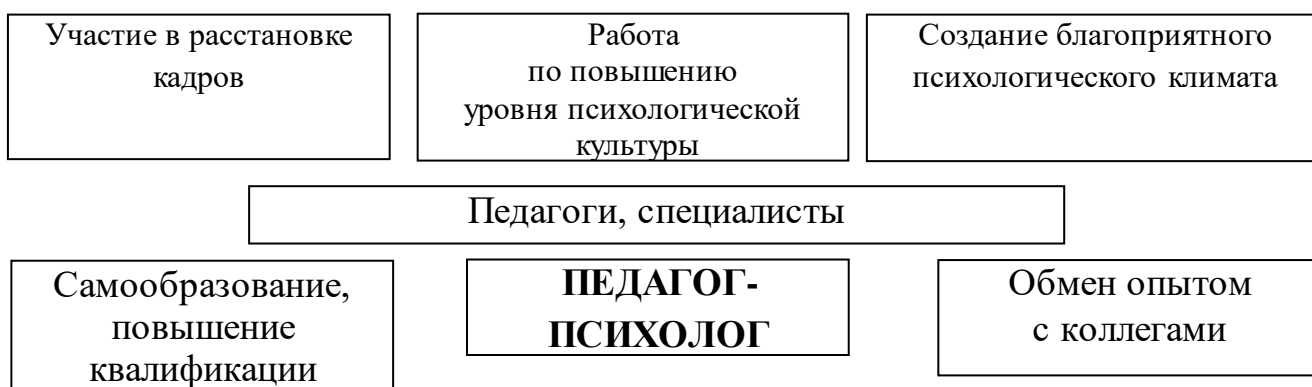 Участие в расстановке
кадров
Работа
по повышению
уровня психологической
культуры
Создание благоприятного
психологического климата
Педагоги, специалисты
Самообразование,
повышение
квалификации
ПЕДАГОГ-
ПСИХОЛОГ
Обмен опытом
с коллегами